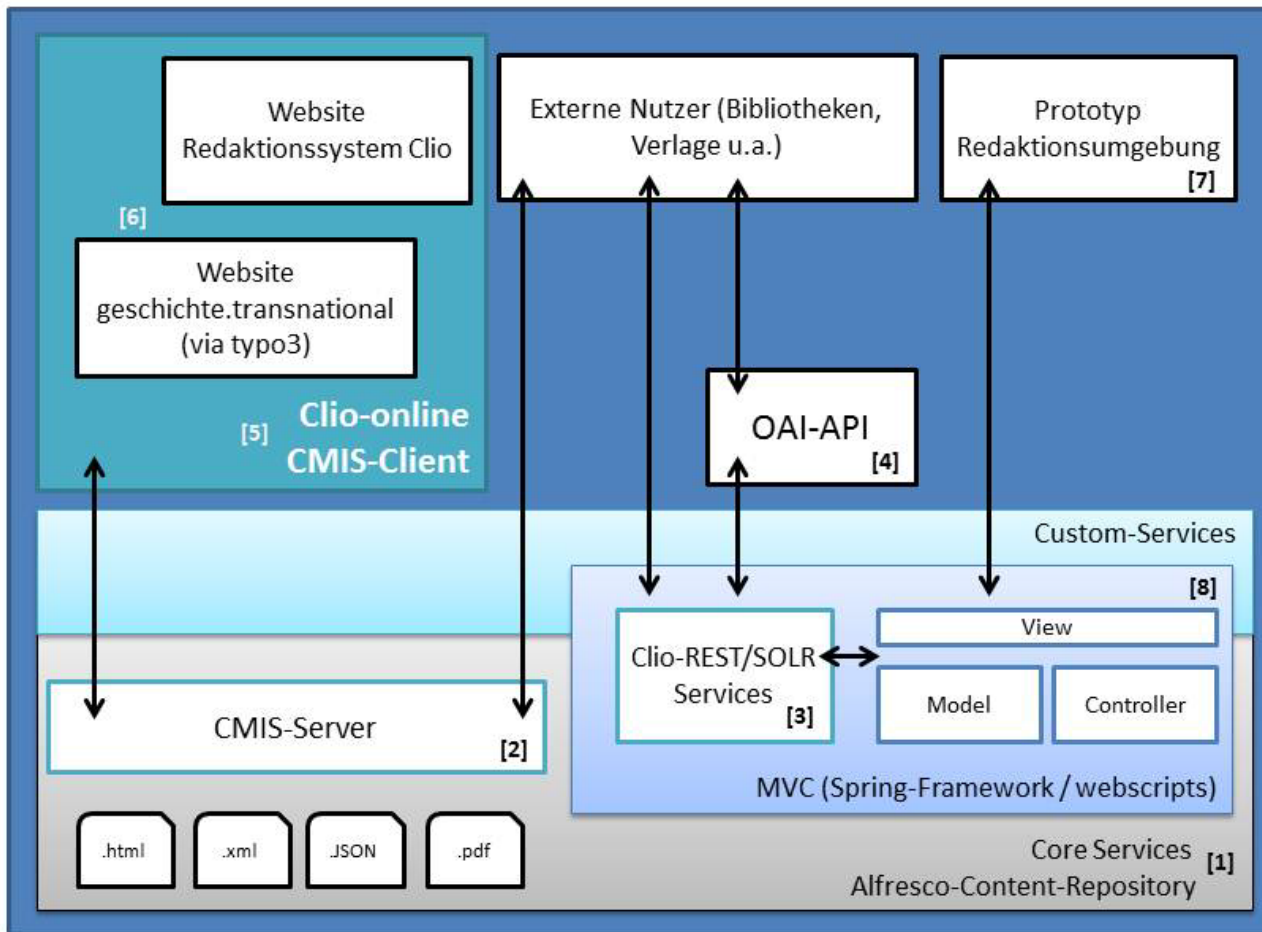 Website
Redaktionssystem Clio
[6]
Website
geschichte.transnational
(via typo3)
[5] Clio-online
CMIS-Client
Externe Nutzer (Bibliotheken,
Verlage u.a.)
Prototyp
Redaktionsumgebung
[7]
OAI-API
[4]
Custom-Services
[8]
View
Clio-REST/SOLR
Services
[3]
Model
Controller
MVC (Spring-Framework / webscripts)
CMIS-Server
[2]
.html
.xml
.JSON
.pdf
Core Services [1]
Alfresco-Content-Repository